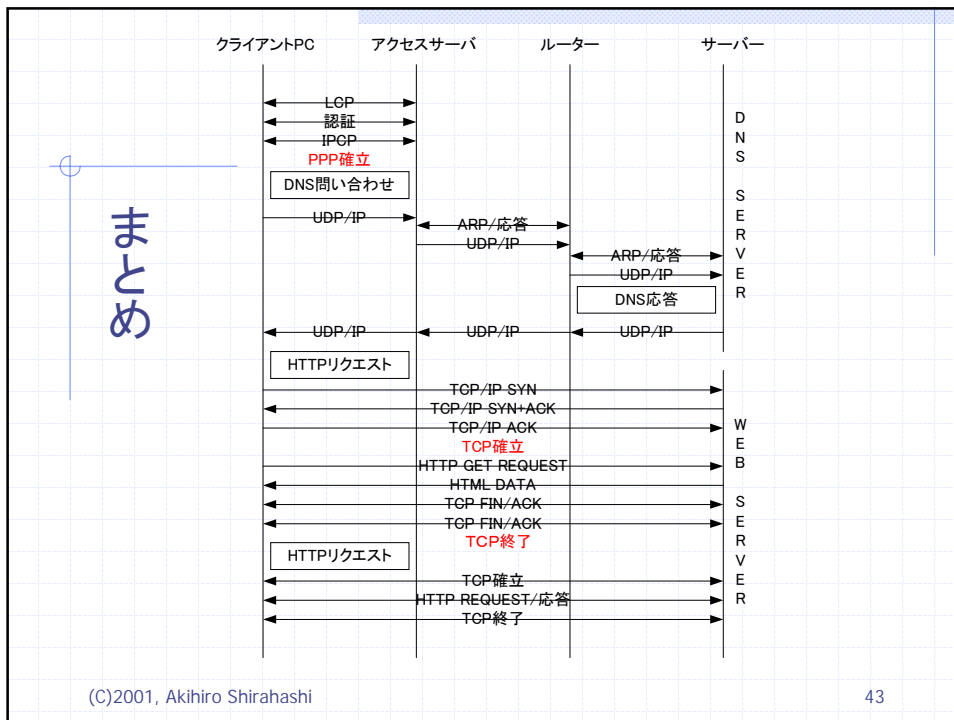 クライアントPC アクセスサーバ ルーター サーバー
LCP
認証
IPCP
PPP確立
DNS問い合わせ
UDP/IP
ARP/応答
UDP/IP
ARP/応答
UDP/IP
DNS応答
UDP/IP UDP/IP UDP/IP
DNS SERVER
HTTPリクエスト
TCP/IP SYN
TCP/IP SYN+ACK
TCP/IP ACK
TCP確立
HTTP GET REQUEST
HTML DATA
TCP FIN/ACK
TCP FIN/ACK
TCP終了
HTTPリクエスト
TCP確立
HTTP REQUEST/応答
TCP終了
WEB SERVER
まとめ
(C)2001, Akihiro Shirahashi 43